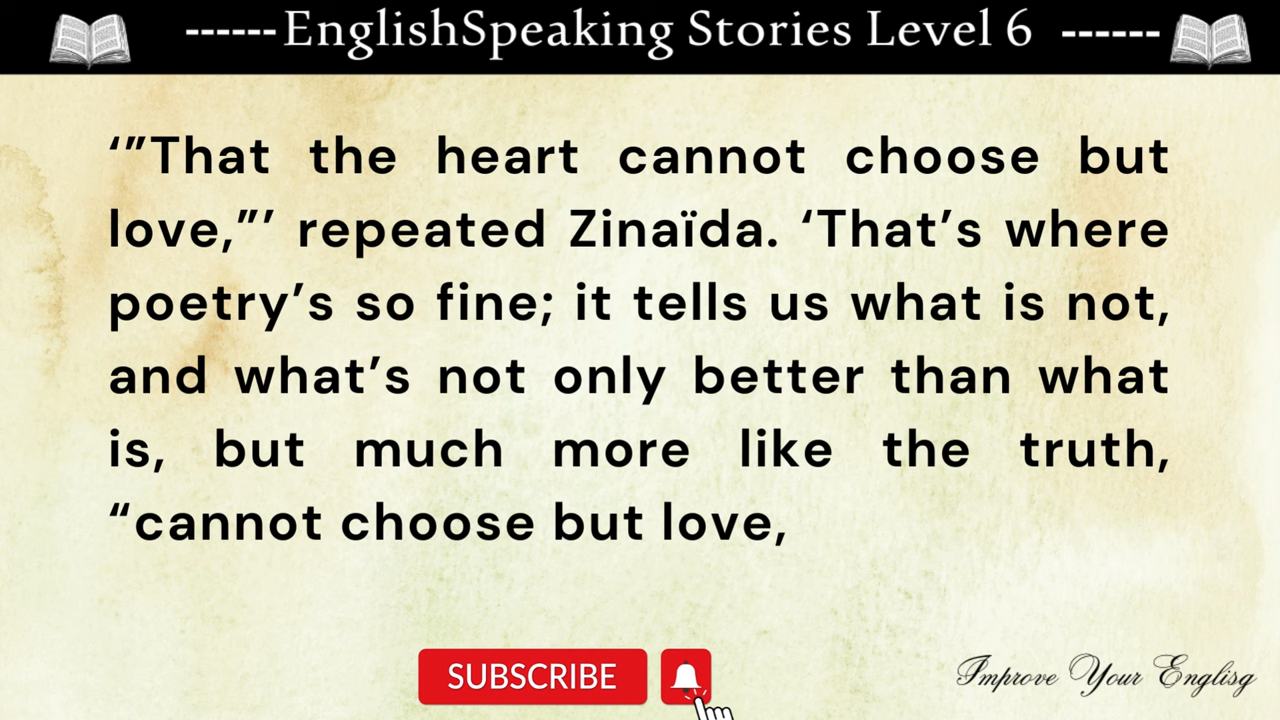 ------EnglishSpeaking Stories Level 6 ------
‘”That the heart cannot choose but
love,”’ repeated Zinaïda. ‘That’s where
poetry’s so fine; it tells us what is not,
and what’s not only better than what
is, but much more like the truth,
“cannot choose but love,
SUBSCRIBE
Improve Your Englisg